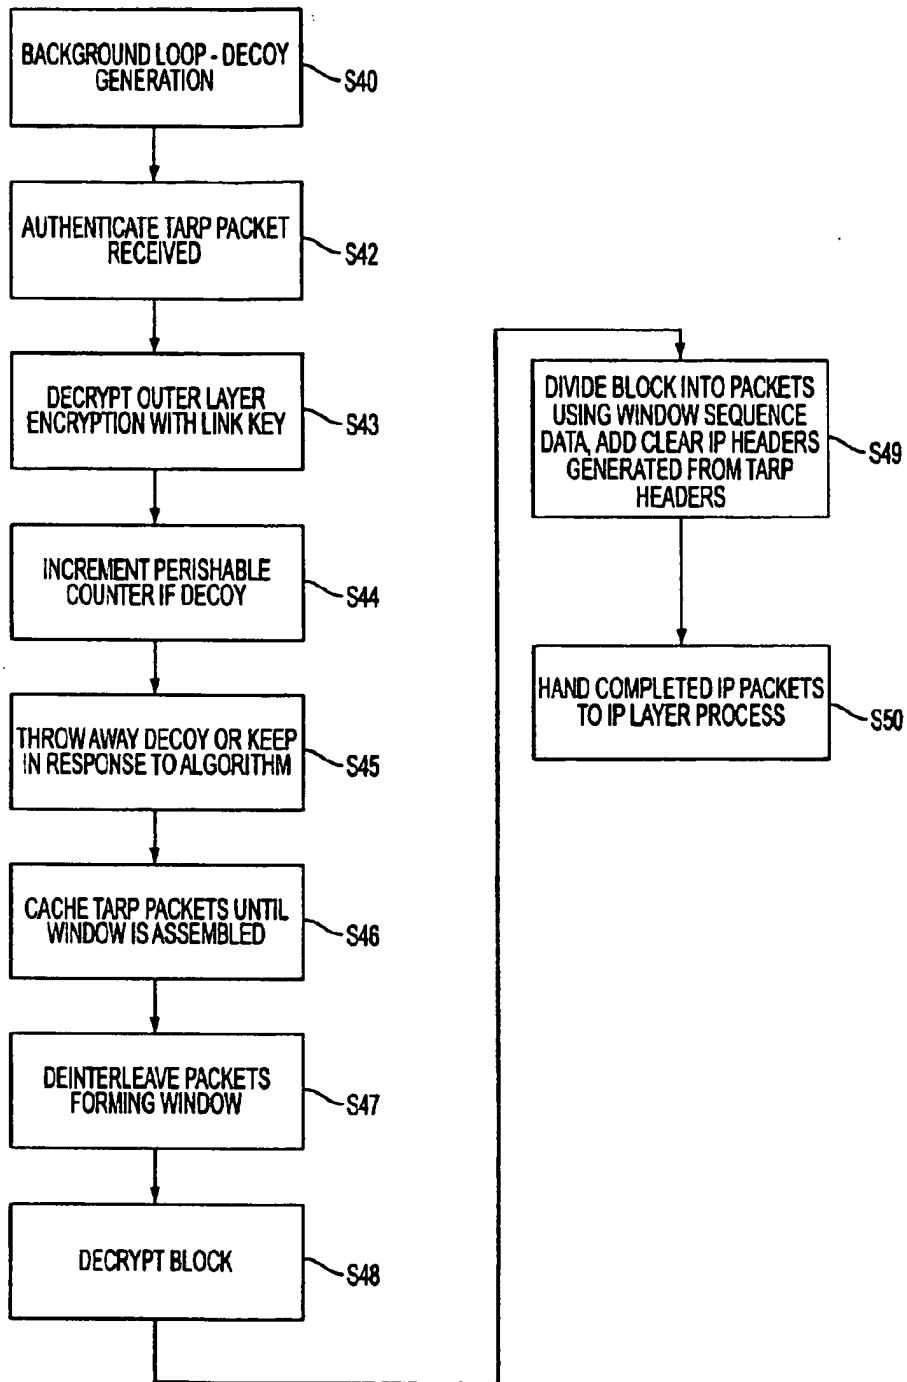 BACKGROUND LOOP - DECOY
GENERATION
S40
AUTHENTICATE TARP PACKET
RECEIVED
S42
DECRYPT OUTER LAYER
ENCRYPTION WITH LINK KEY
S43
INCREMENT PERISHABLE
COUNTER IF DECOY
S44
THROW AWAY DECOY OR KEEP
IN RESPONSE TO ALGORITHM
S45
CACHE TARP PACKETS UNTIL
WINDOW IS ASSEMBLED
S46
DEINTERLEAVE PACKETS
FORMING WINDOW
S47
DECRYPT BLOCK
S48
DIVIDE BLOCK INTO PACKETS
USING WINDOW SEQUENCE
DATA, ADD CLEAR IP HEADERS
GENERATED FROM TARP
HEADERS
S49
HAND COMPLETED IP PACKETS
TO IP LAYER PROCESS
S50